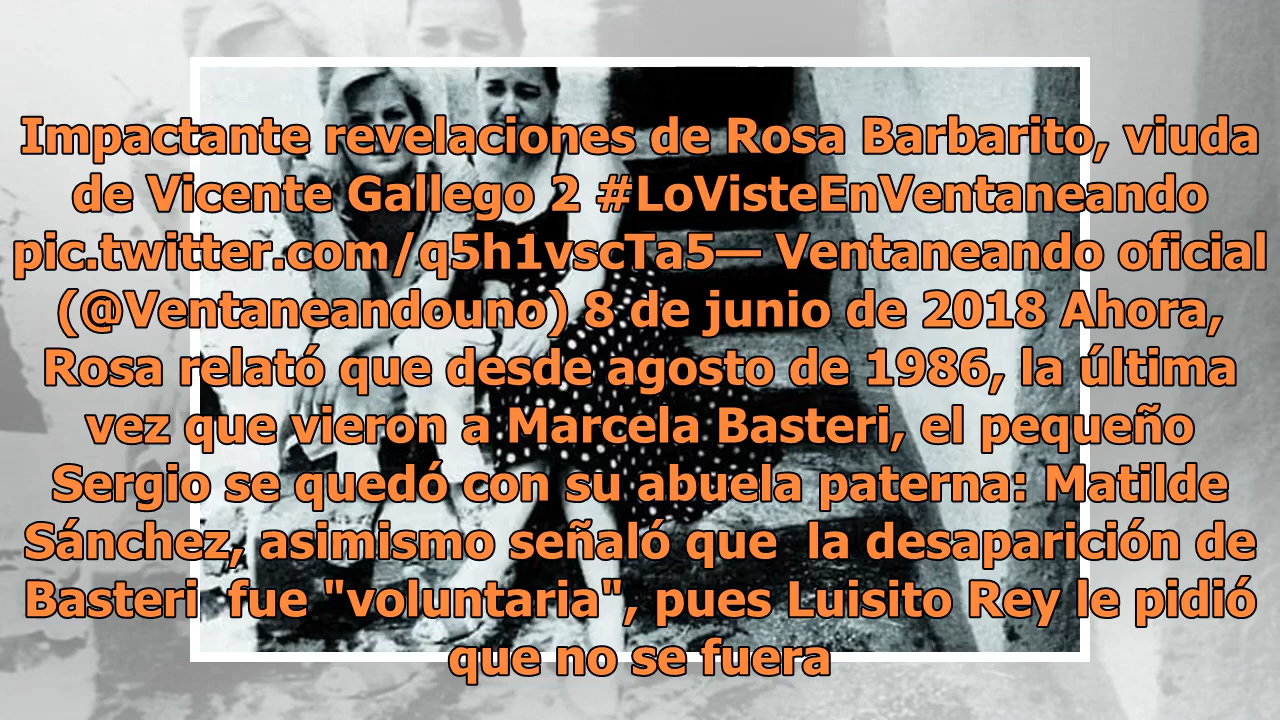 Impactante revelaciones de Rosa Barbarito, viuda
de Vicente Gallego 2 #LoVisteEnVentaneando
pic.twitter.com/q5h1vscTa5— Ventaneando oficial
(@Ventaneandouno) 8 de junio de 2018 Ahora,
Rosa relató que desde agosto de 1986, la última
vez que vieron a Marcela Basteri, el pequeño
Sergio se quedó con su abuela paterna: Matilde
Sánchez, asimismo señaló que  la desaparición de
Basteri  fue "voluntaria", pues Luisito Rey le pidió
que no se fuera